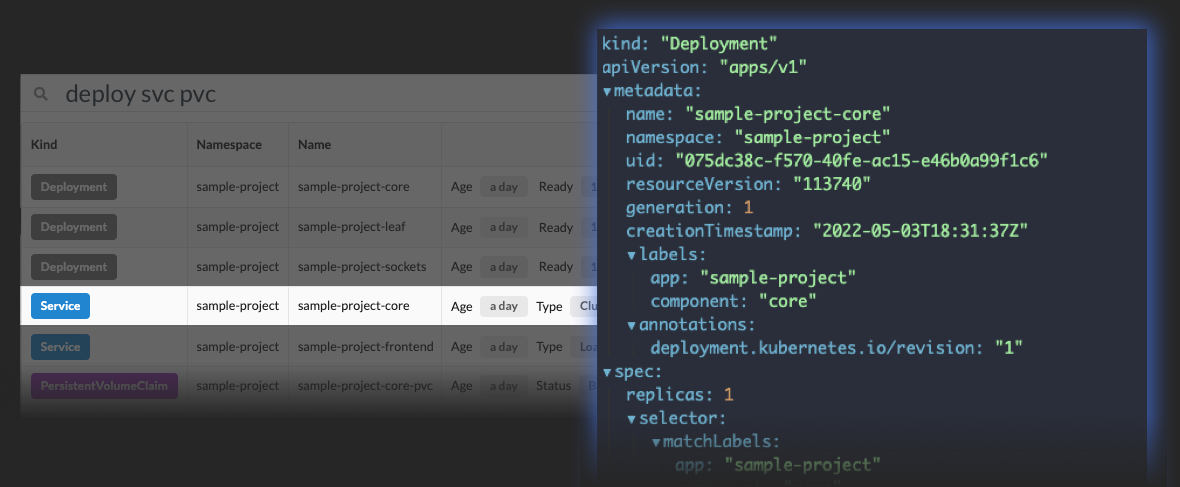 deploy svc pvc
Kind Namespace Name
Deployment sample-project sample-project-core Age a day Ready
Deployment sample-project sample-project-leaf Age a day Ready
Deployment sample-project sample-project-sockets Age a day Ready
Service sample-project sample-project-core Age a day Type Clu
Service sample-project sample-project-frontend Age a day Type Loa
PersistentVolumeClaim sample-project sample-project-core-pvc Age a day Status B
kind: "Deployment"
apiVersion: "apps/v1"
▼metadata:
name: "sample-project-core"
namespace: "sample-project"
uid: "075dc38c-f570-40fe-ac15-e46b0a99f1c6"
resourceVersion: "113740"
generation: 1
creationTimestamp: "2022-05-03T18:31:37Z"
▼labels:
app: "sample-project"
component: "core"
▼annotations:
deployment.kubernetes.io/revision: "1"
▼spec:
replicas: 1
▼selector:
▼matchLabels:
app: "sample-project"